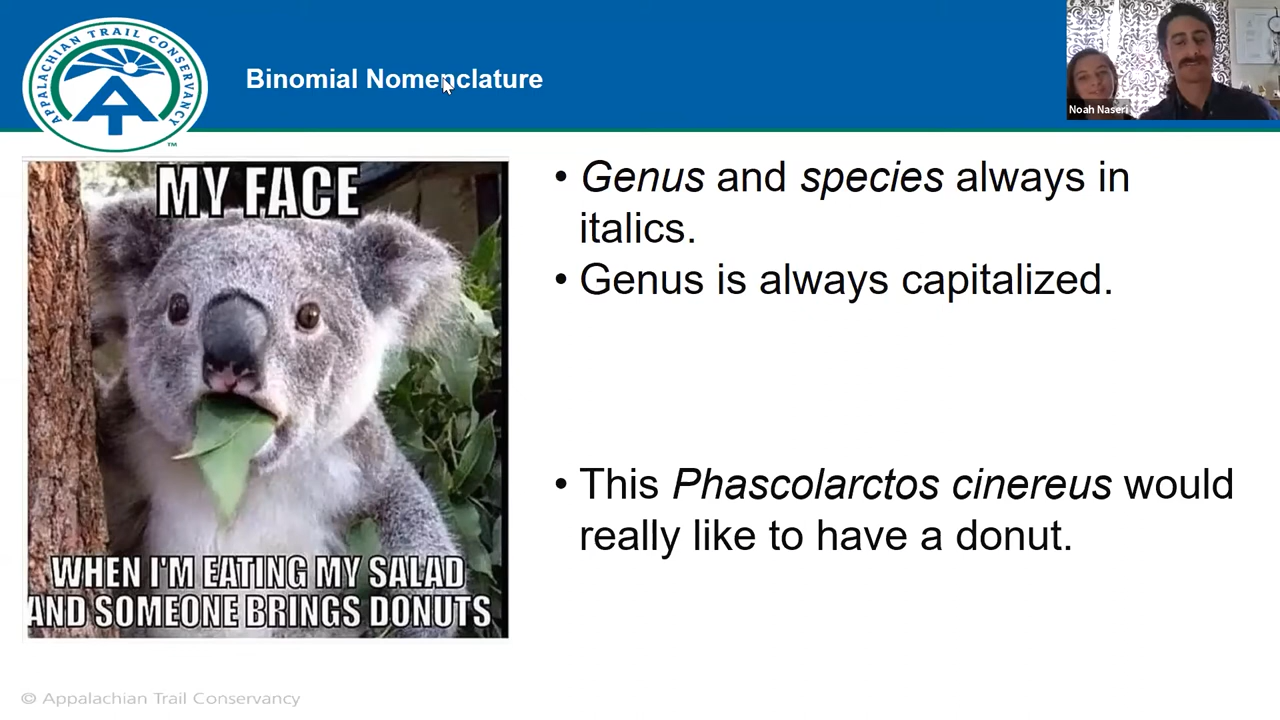 APPALACHIAN TRAIL CONSERVANCY
A
T
TM
Binomial Nomenclature
Noah Naseri
MY FACE
WHEN I'M EATING MY SALAD
AND SOMEONE BRINGS DONUTS
• Genus and species always in
italics.
• Genus is always capitalized.
• This Phascolarctos cinereus would
really like to have a donut.
© Appalachian Trail Conservancy